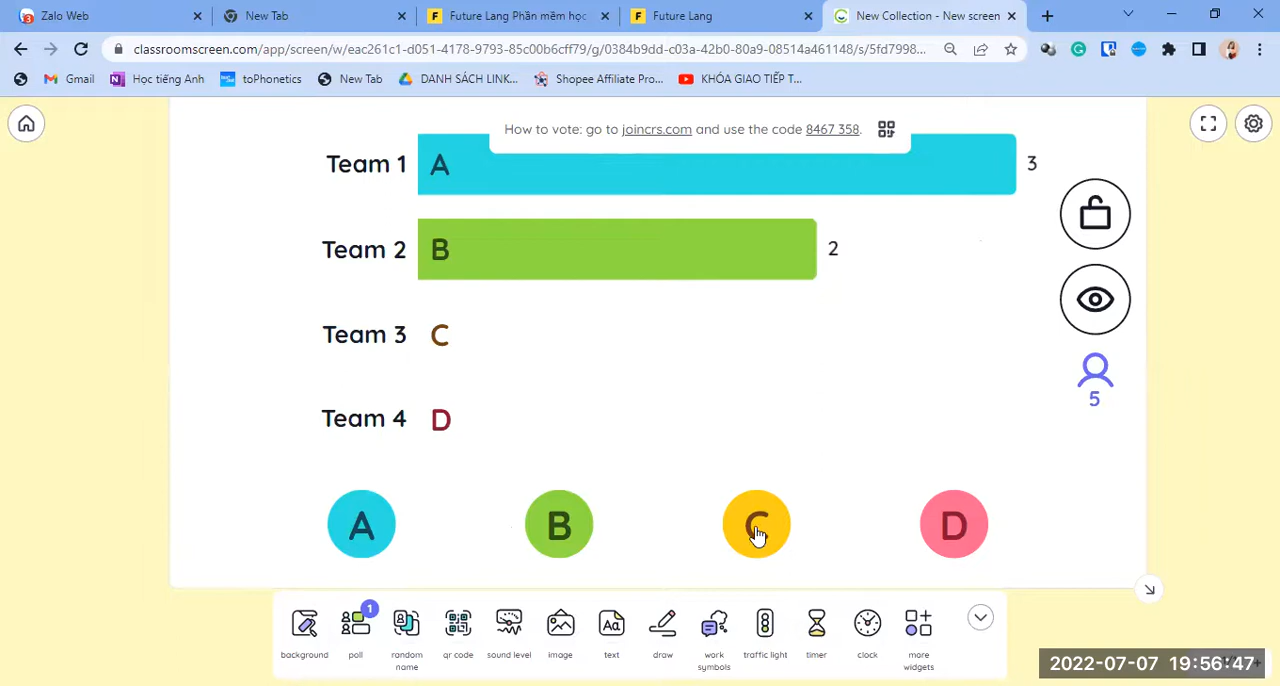 Zalo Web
New Tab
Future Lang Phần mềm học
Future Lang
New Collection - New screen
classroomscreen.com/app/screen/w/eac261c1-d051-4178-9793-85c00b6cff79/g/0384b9dd-c03a-42b0-80a9-08514a461148/s/5fd7998...
Gmail
Học tiếng Anh
toPhonetics
New Tab
DANH SÁCH LINK...
Shopee Affiliate Pro...
KHÓA GIAO TIẾP T...
How to vote: go to joincrs.com and use the code 8467 358.
Team 1 A 3
Team 2 B 2
Team 3 C
Team 4 D
5
A B C D
1
background
poll
random name
qr code
sound level
image
text
draw
work symbols
traffic light
timer
clock
more widgets
2022-07-07 19:56:47